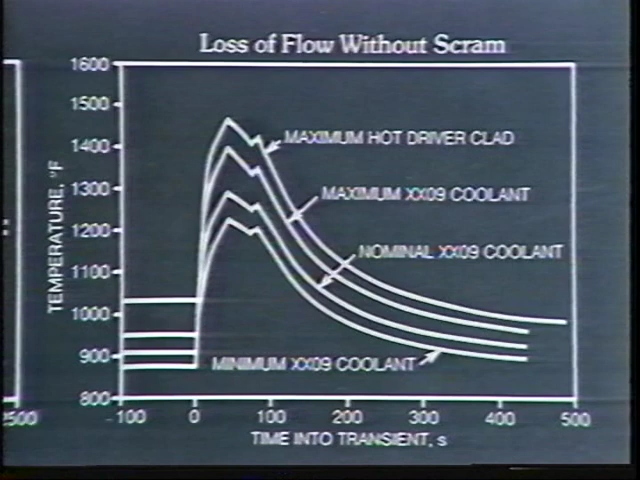 Loss of Flow Without Scram
1600
1500
1400
1300
1200
1100
1000
900
800
TEMPERATURE, °F
MAXIMUM HOT DRIVER CLAD
MAXIMUM XX09 COOLANT
NOMINAL XX09 COOLANT
MINIMUM XX09 COOLANT
2500
-100
0
100
200
300
400
500
TIME INTO TRANSIENT, s